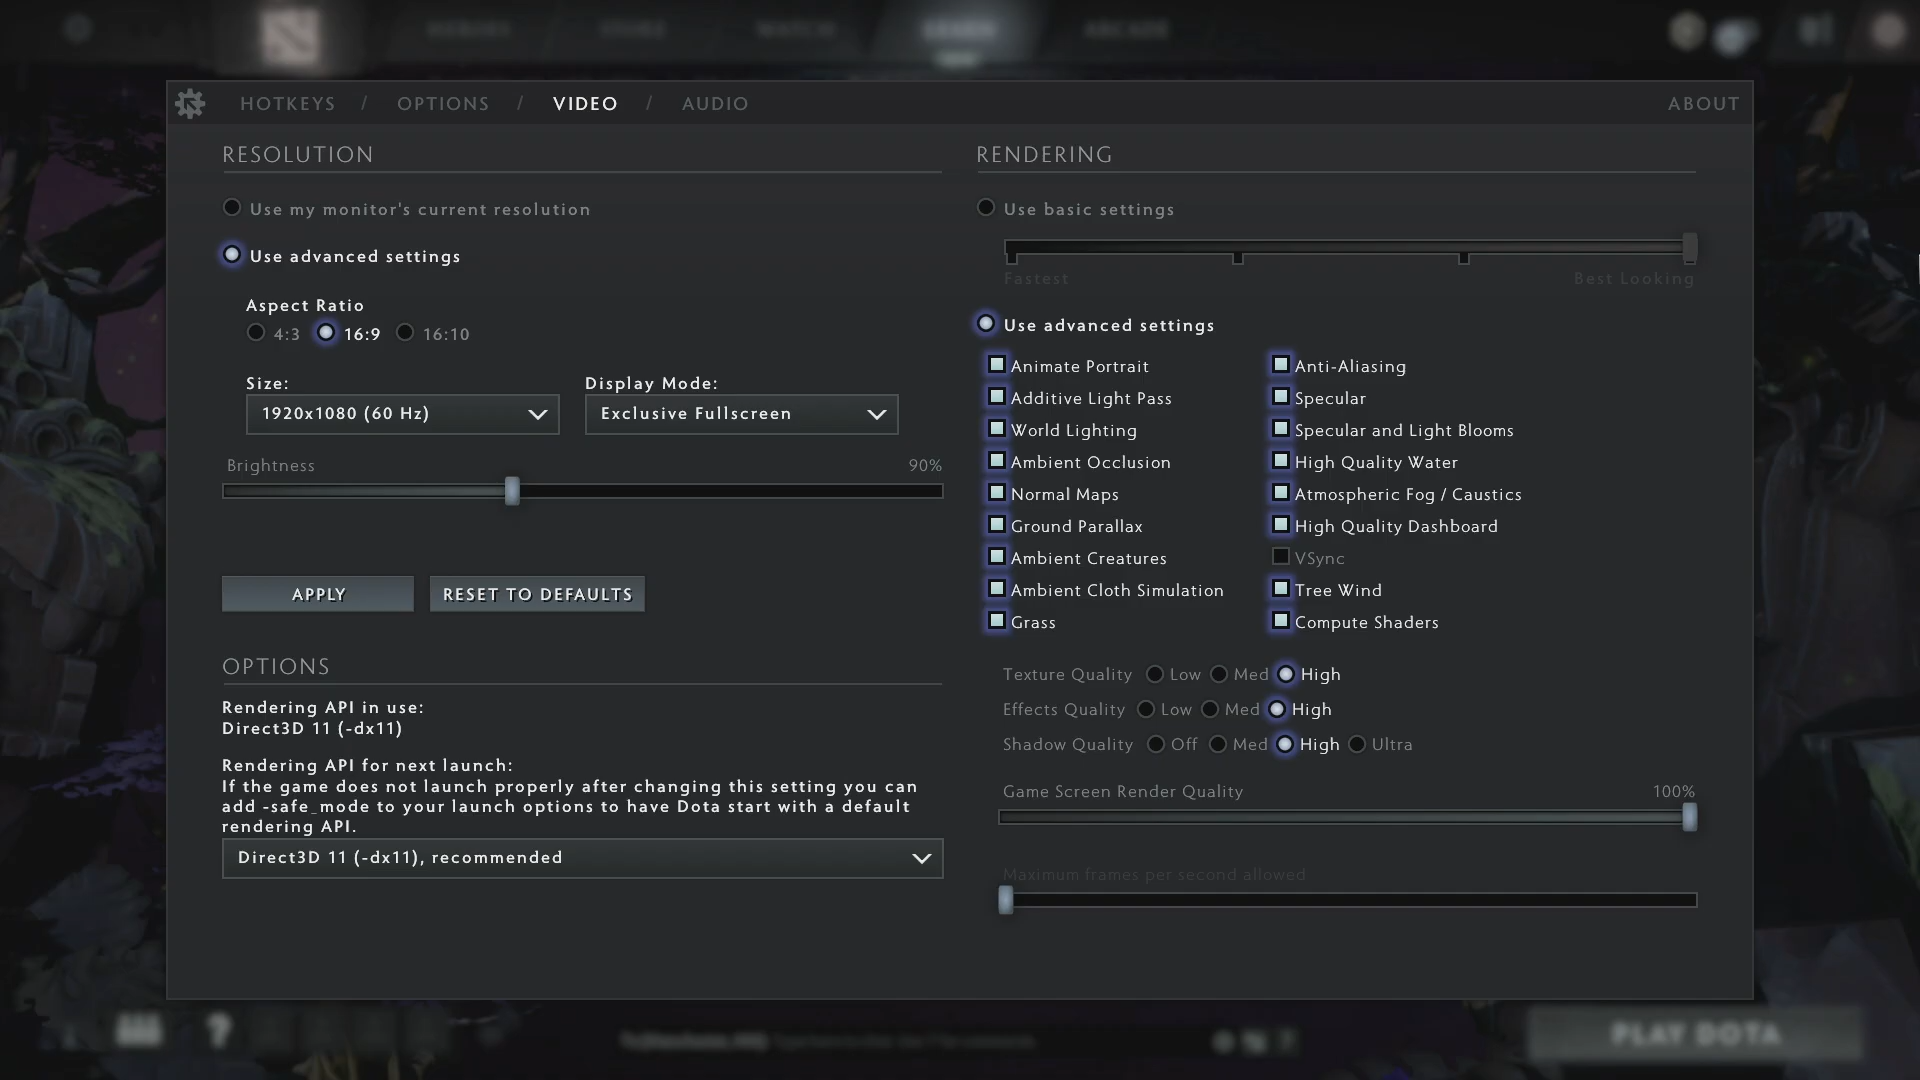 HEROES STORE WATCH LEARN ARCADE
HOTKEYS / OPTIONS / VIDEO / AUDIO ABOUT
RESOLUTION
Use my monitor's current resolution
Use advanced settings
Aspect Ratio
4:3 16:9 16:10
Size:
1920x1080 (60 Hz)
Display Mode:
Exclusive Fullscreen
Brightness 90%
APPLY RESET TO DEFAULTS
OPTIONS
Rendering API in use:
Direct3D 11 (-dx11)
Rendering API for next launch:
If the game does not launch properly after changing this setting you can
add -safe_mode to your launch options to have Dota start with a default
rendering API.
Direct3D 11 (-dx11), recommended
RENDERING
Use basic settings
Fastest Best Looking
Use advanced settings
Animate Portrait
Additive Light Pass
World Lighting
Ambient Occlusion
Normal Maps
Ground Parallax
Ambient Creatures
Ambient Cloth Simulation
Grass
Anti-Aliasing
Specular
Specular and Light Blooms
High Quality Water
Atmospheric Fog / Caustics
High Quality Dashboard
VSync
Tree Wind
Compute Shaders
Texture Quality Low Med High
Effects Quality Low Med High
Shadow Quality Off Med High Ultra
Game Screen Render Quality 100%
Maximum frames per second allowed
?
PLAY DOTA